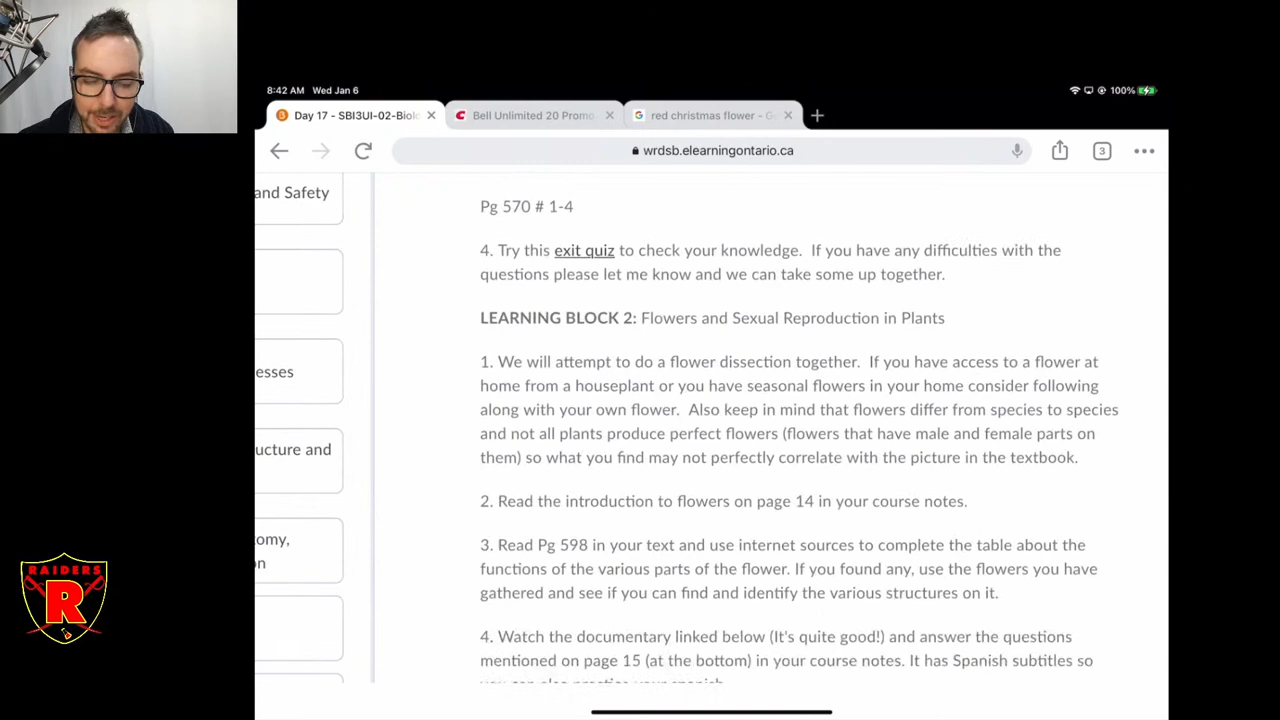 8:42 AM Wed Jan 6
100%
Day 17 - SBI3UI-02-Biolo
Bell Unlimited 20 Promo
red christmas flower - G
wrdsb.elearningontario.ca
3
and Safety
esses
ucture and
omy,
on
Pg 570 # 1-4
4. Try this exit quiz to check your knowledge. If you have any difficulties with the
questions please let me know and we can take some up together.
LEARNING BLOCK 2: Flowers and Sexual Reproduction in Plants
1. We will attempt to do a flower dissection together. If you have access to a flower at
home from a houseplant or you have seasonal flowers in your home consider following
along with your own flower. Also keep in mind that flowers differ from species to species
and not all plants produce perfect flowers (flowers that have male and female parts on
them) so what you find may not perfectly correlate with the picture in the textbook.
2. Read the introduction to flowers on page 14 in your course notes.
3. Read Pg 598 in your text and use internet sources to complete the table about the
functions of the various parts of the flower. If you found any, use the flowers you have
gathered and see if you can find and identify the various structures on it.
4. Watch the documentary linked below (It's quite good!) and answer the questions
mentioned on page 15 (at the bottom) in your course notes. It has Spanish subtitles so
RAIDERS
R